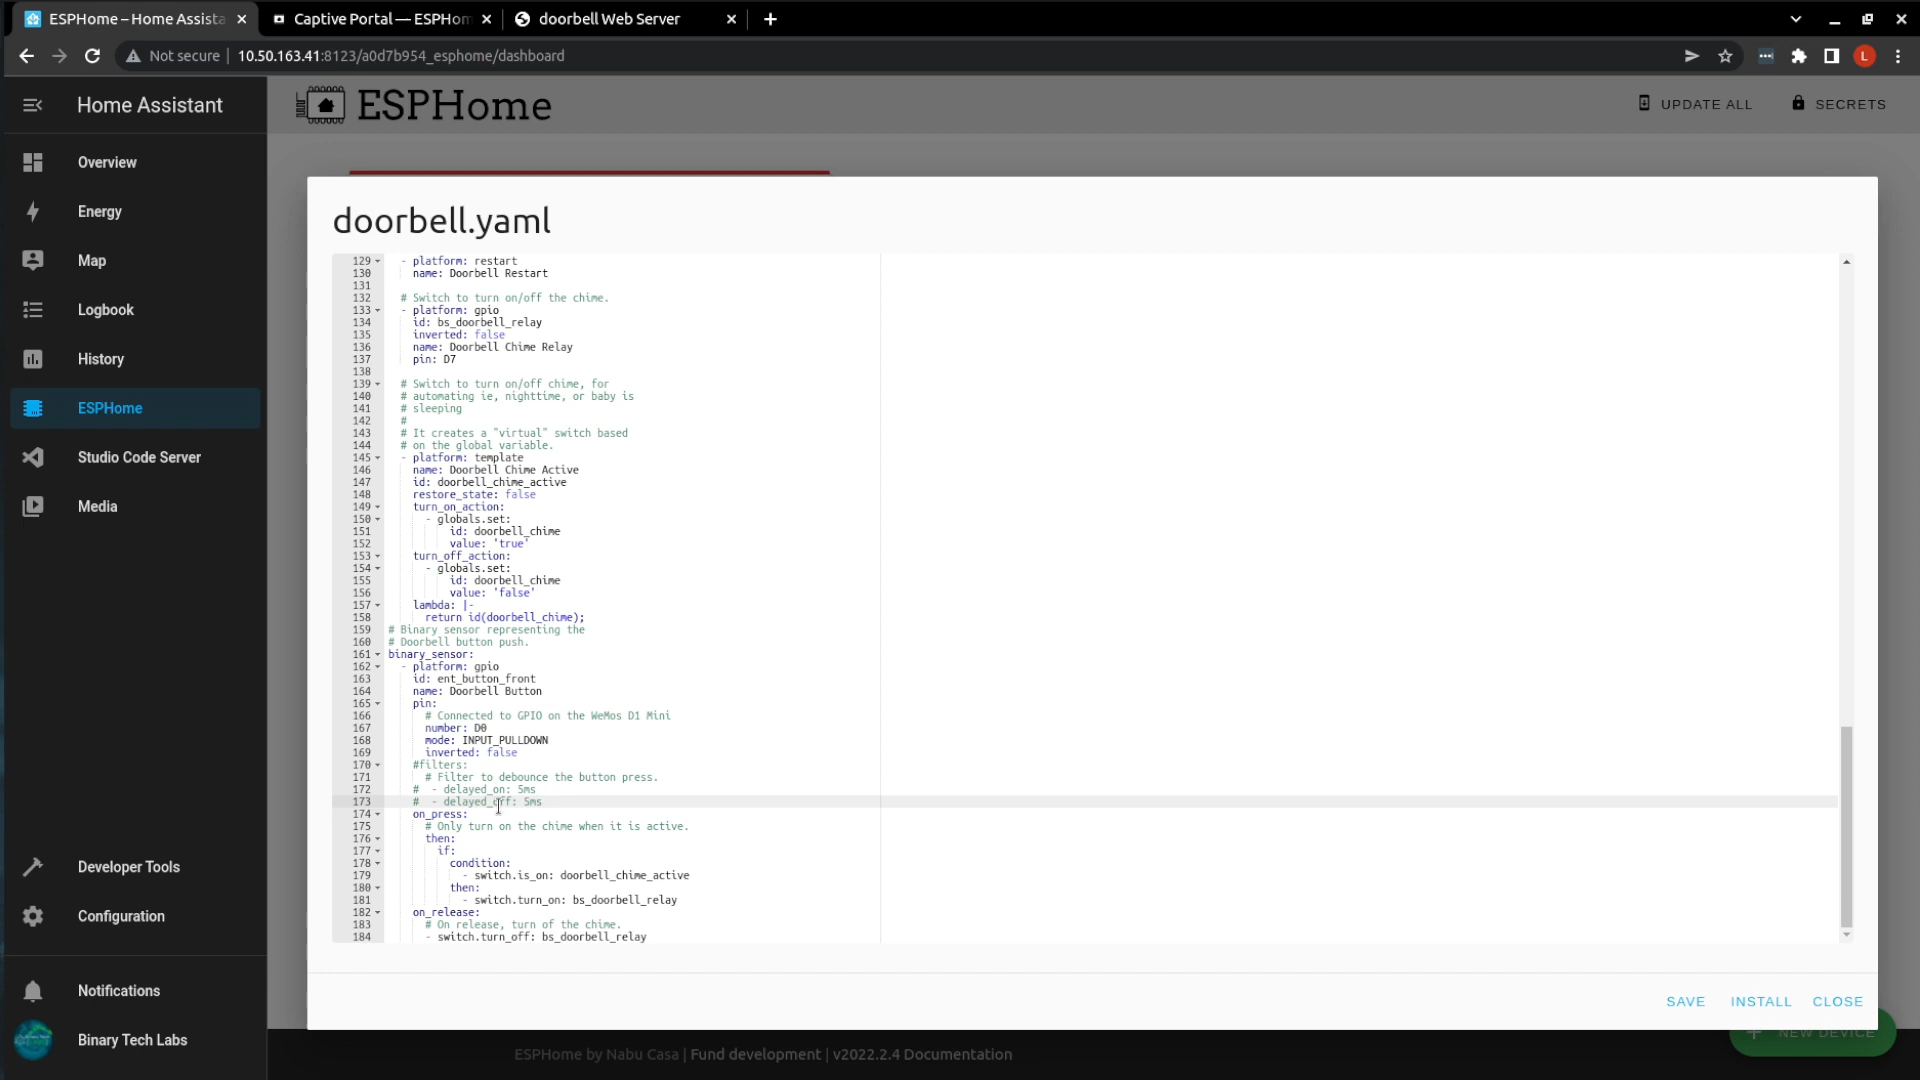 ESPHome – Home Assista
Captive Portal — ESPHom
doorbell Web Server
Not secure
10.50.163.41:8123/a0d7b954_esphome/dashboard
L
Home Assistant
ESPHome
UPDATE ALL
SECRETS
Overview
Energy
Map
Logbook
History
ESPHome
Studio Code Server
Media
Developer Tools
Configuration
Notifications
Binary Tech Labs
doorbell.yaml
129 - platform: restart
130 name: Doorbell Restart
131
132 # Switch to turn on/off the chime.
133 - platform: gpio
134 id: bs_doorbell_relay
135 inverted: false
136 name: Doorbell Chime Relay
137 pin: D7
138
139 # Switch to turn on/off chime, for
140 # automating ie, nighttime, or baby is
141 # sleeping
142 #
143 # It creates a "virtual" switch based
144 # on the global variable.
145 - platform: template
146 name: Doorbell Chime Active
147 id: doorbell_chime_active
148 restore_state: false
149 turn_on_action:
150 - globals.set:
151 id: doorbell_chime
152 value: 'true'
153 turn_off_action:
154 - globals.set:
155 id: doorbell_chime
156 value: 'false'
157 lambda: |-
158 return id(doorbell_chime);
159 # Binary sensor representing the
160 # Doorbell button push.
161 binary_sensor:
162 - platform: gpio
163 id: ent_button_front
164 name: Doorbell Button
165 pin:
166 # Connected to GPIO on the WeMos D1 Mini
167 number: D0
168 mode: INPUT_PULLDOWN
169 inverted: false
170 #filters:
171 # Filter to debounce the button press.
172 # - delayed_on: 5ms
173 # - delayed_off: 5ms
174 on_press:
175 # Only turn on the chime when it is active.
176 then:
177 if:
178 condition:
179 - switch.is_on: doorbell_chime_active
180 then:
181 - switch.turn_on: bs_doorbell_relay
182 on_release:
183 # On release, turn of the chime.
184 - switch.turn_off: bs_doorbell_relay
SAVE
INSTALL
CLOSE
NEW DEVICE
ESPHome by Nabu Casa | Fund development | v2022.2.4 Documentation